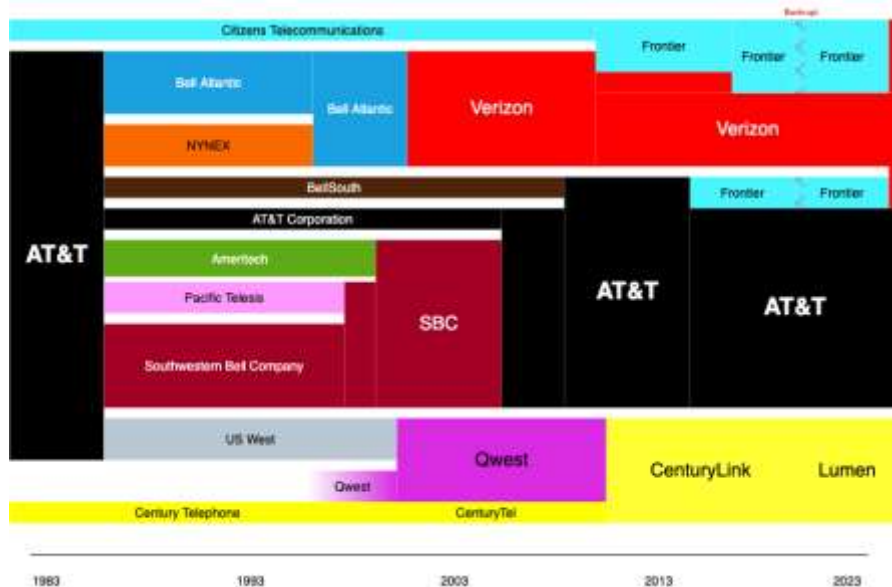 Bankrupt
Citizens Telecommunications
Frontier
Frontier
Frontier
Bell Atlantic
Bell Atlantic
Verizon
Verizon
NYNEX
BellSouth
Frontier
Frontier
AT&T Corporation
AT&T
Ameritech
AT&T
AT&T
Pacific Telesis
SBC
Southwestern Bell Company
US West
Qwest
CenturyLink
Lumen
Qwest
Century Telephone
CenturyTel
1983
1993
2003
2013
2023